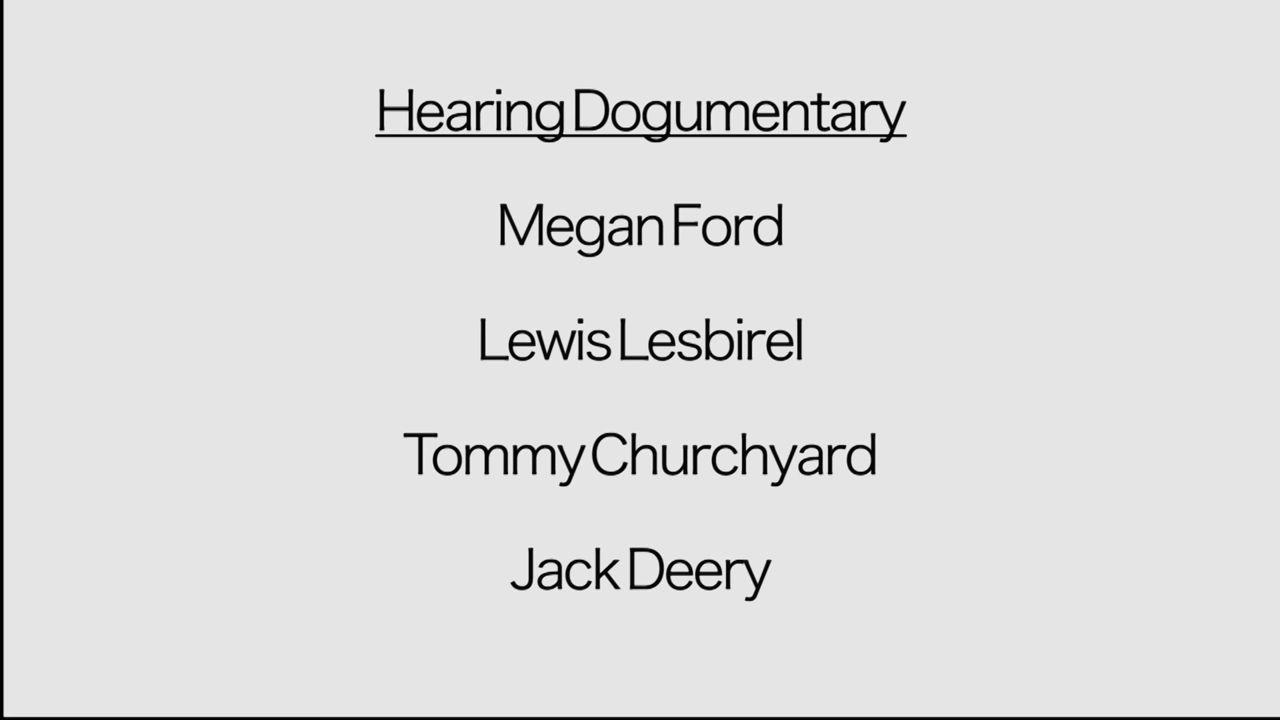 Hearing Dogumentary
Megan Ford
Lewis Lesbirel
Tommy Churchyard
Jack Deery